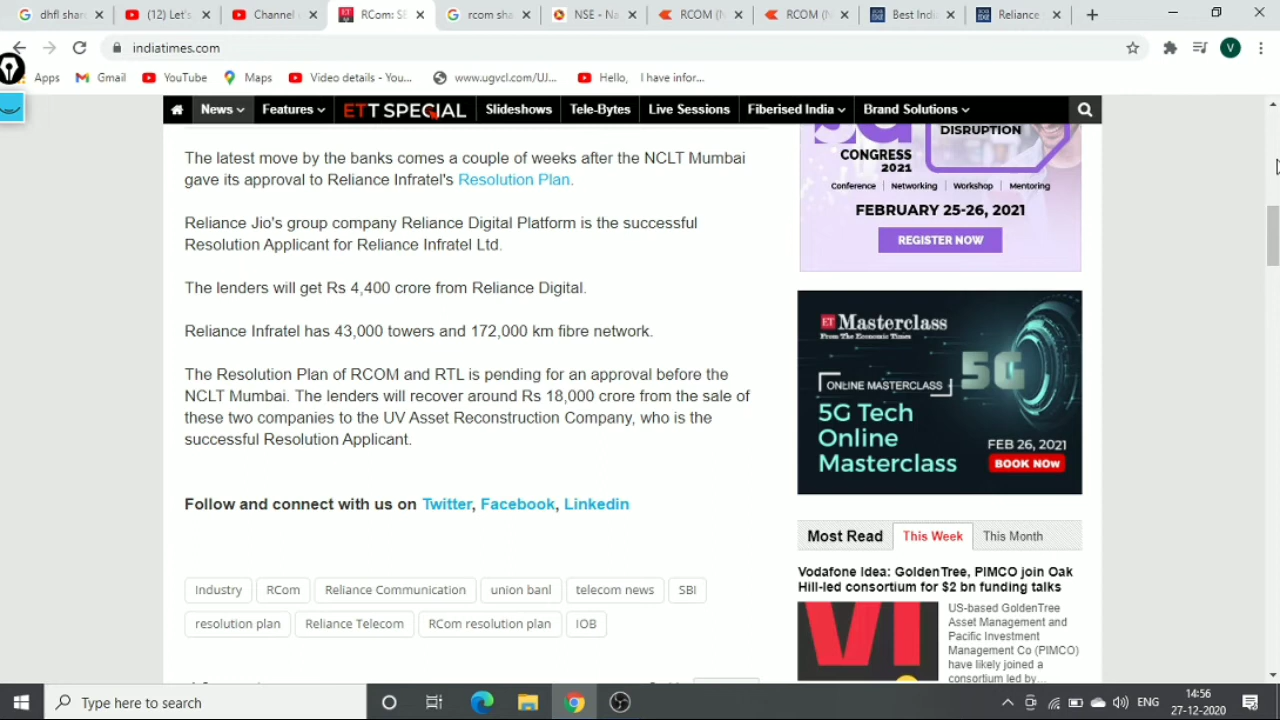 dhfl shar
(12) Let's
Channel
RCom: SE
rcom sha
NSE - Na
RCOM (N
RCOM (N
Best Indi
Reliance
indiatimes.com
V
Apps
Gmail
YouTube
Maps
Video details - You...
www.ugvcl.com/UJ...
Hello, I have infor...
News
Features
ETT SPECIAL
Slideshows
Tele-Bytes
Live Sessions
Fiberised India
Brand Solutions
The latest move by the banks comes a couple of weeks after the NCLT Mumbai
gave its approval to Reliance Infratel's Resolution Plan.
Reliance Jio's group company Reliance Digital Platform is the successful
Resolution Applicant for Reliance Infratel Ltd.
The lenders will get Rs 4,400 crore from Reliance Digital.
Reliance Infratel has 43,000 towers and 172,000 km fibre network.
The Resolution Plan of RCOM and RTL is pending for an approval before the
NCLT Mumbai. The lenders will recover around Rs 18,000 crore from the sale of
these two companies to the UV Asset Reconstruction Company, who is the
successful Resolution Applicant.
Follow and connect with us on Twitter, Facebook, Linkedin
Industry
RCom
Reliance Communication
union banl
telecom news
SBI
resolution plan
Reliance Telecom
RCom resolution plan
IOB
DISRUPTION
CONGRESS
2021
Conference
Networking
Workshop
Mentoring
FEBRUARY 25-26, 2021
REGISTER NOW
ET Masterclass
From The Economic Times
5G
ONLINE MASTERCLASS
5G Tech
Online
Masterclass
FEB 26, 2021
BOOK NOW
Most Read
This Week
This Month
Vodafone Idea: GoldenTree, PIMCO join Oak
Hill-led consortium for $2 bn funding talks
VI
US-based GoldenTree
Asset Management and
Pacific Investment
Management Co (PIMCO)
have likely joined a
consortium led by...
Type here to search
ENG
14:56
27-12-2020